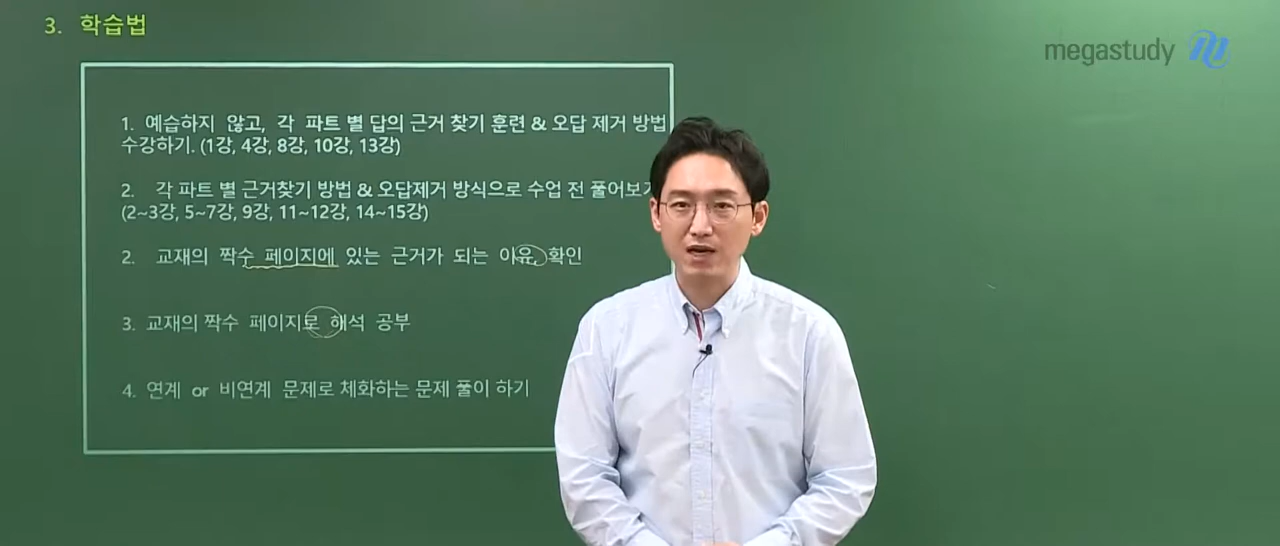 3. 학습법
megastudy
1. 예습하지 않고, 각 파트 별 답의 근거 찾기 훈련 & 오답 제거 방법
수강하기. (1강, 4강, 8강, 10강, 13강)
2. 각 파트 별 근거찾기 방법 & 오답제거 방식으로 수업 전 풀어보기
(2~3강, 5~7강, 9강, 11~12강, 14~15강)
2. 교재의 짝수 페이지에 있는 근거가 되는 이유 확인
3. 교재의 짝수 페이지로 해석 공부
4. 연계 or 비연계 문제로 체화하는 문제 풀이 하기